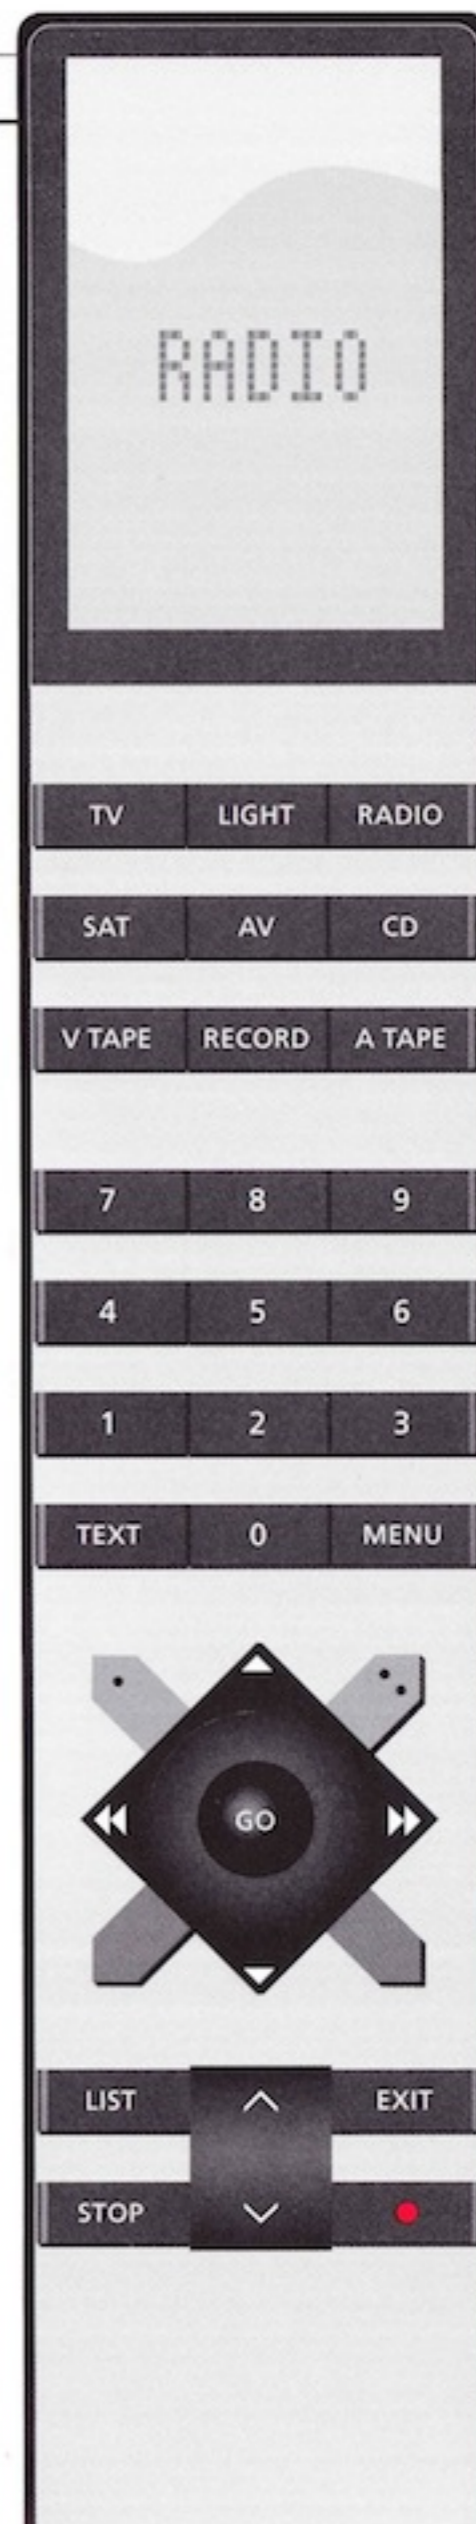 RADIO
TV LIGHT RADIO
SAT AV CD
V TAPE RECORD A TAPE
7 8 9
4 5 6
1 2 3
TEXT 0 MENU
GO
LIST EXIT
STOP